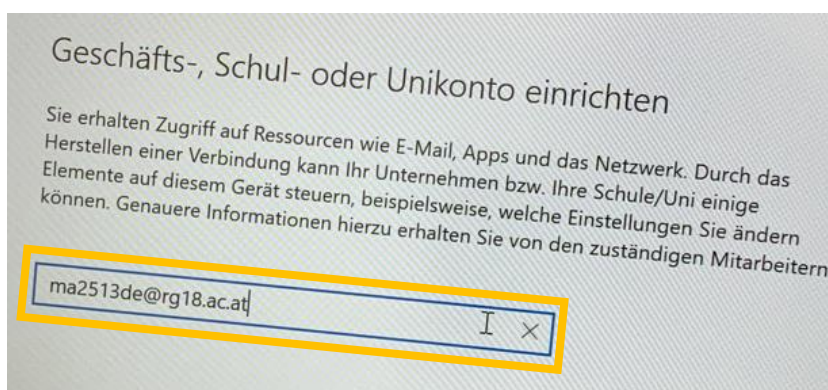 Geschäfts-, Schul- oder Unikonto einrichten
Sie erhalten Zugriff auf Ressourcen wie E-Mail, Apps und das Netzwerk. Durch das
Herstellen einer Verbindung kann Ihr Unternehmen bzw. Ihre Schule/Uni einige
Elemente auf diesem Gerät steuern, beispielsweise, welche Einstellungen Sie ändern
können. Genauere Informationen hierzu erhalten Sie von den zuständigen Mitarbeitern
ma2513de@rg18.ac.at